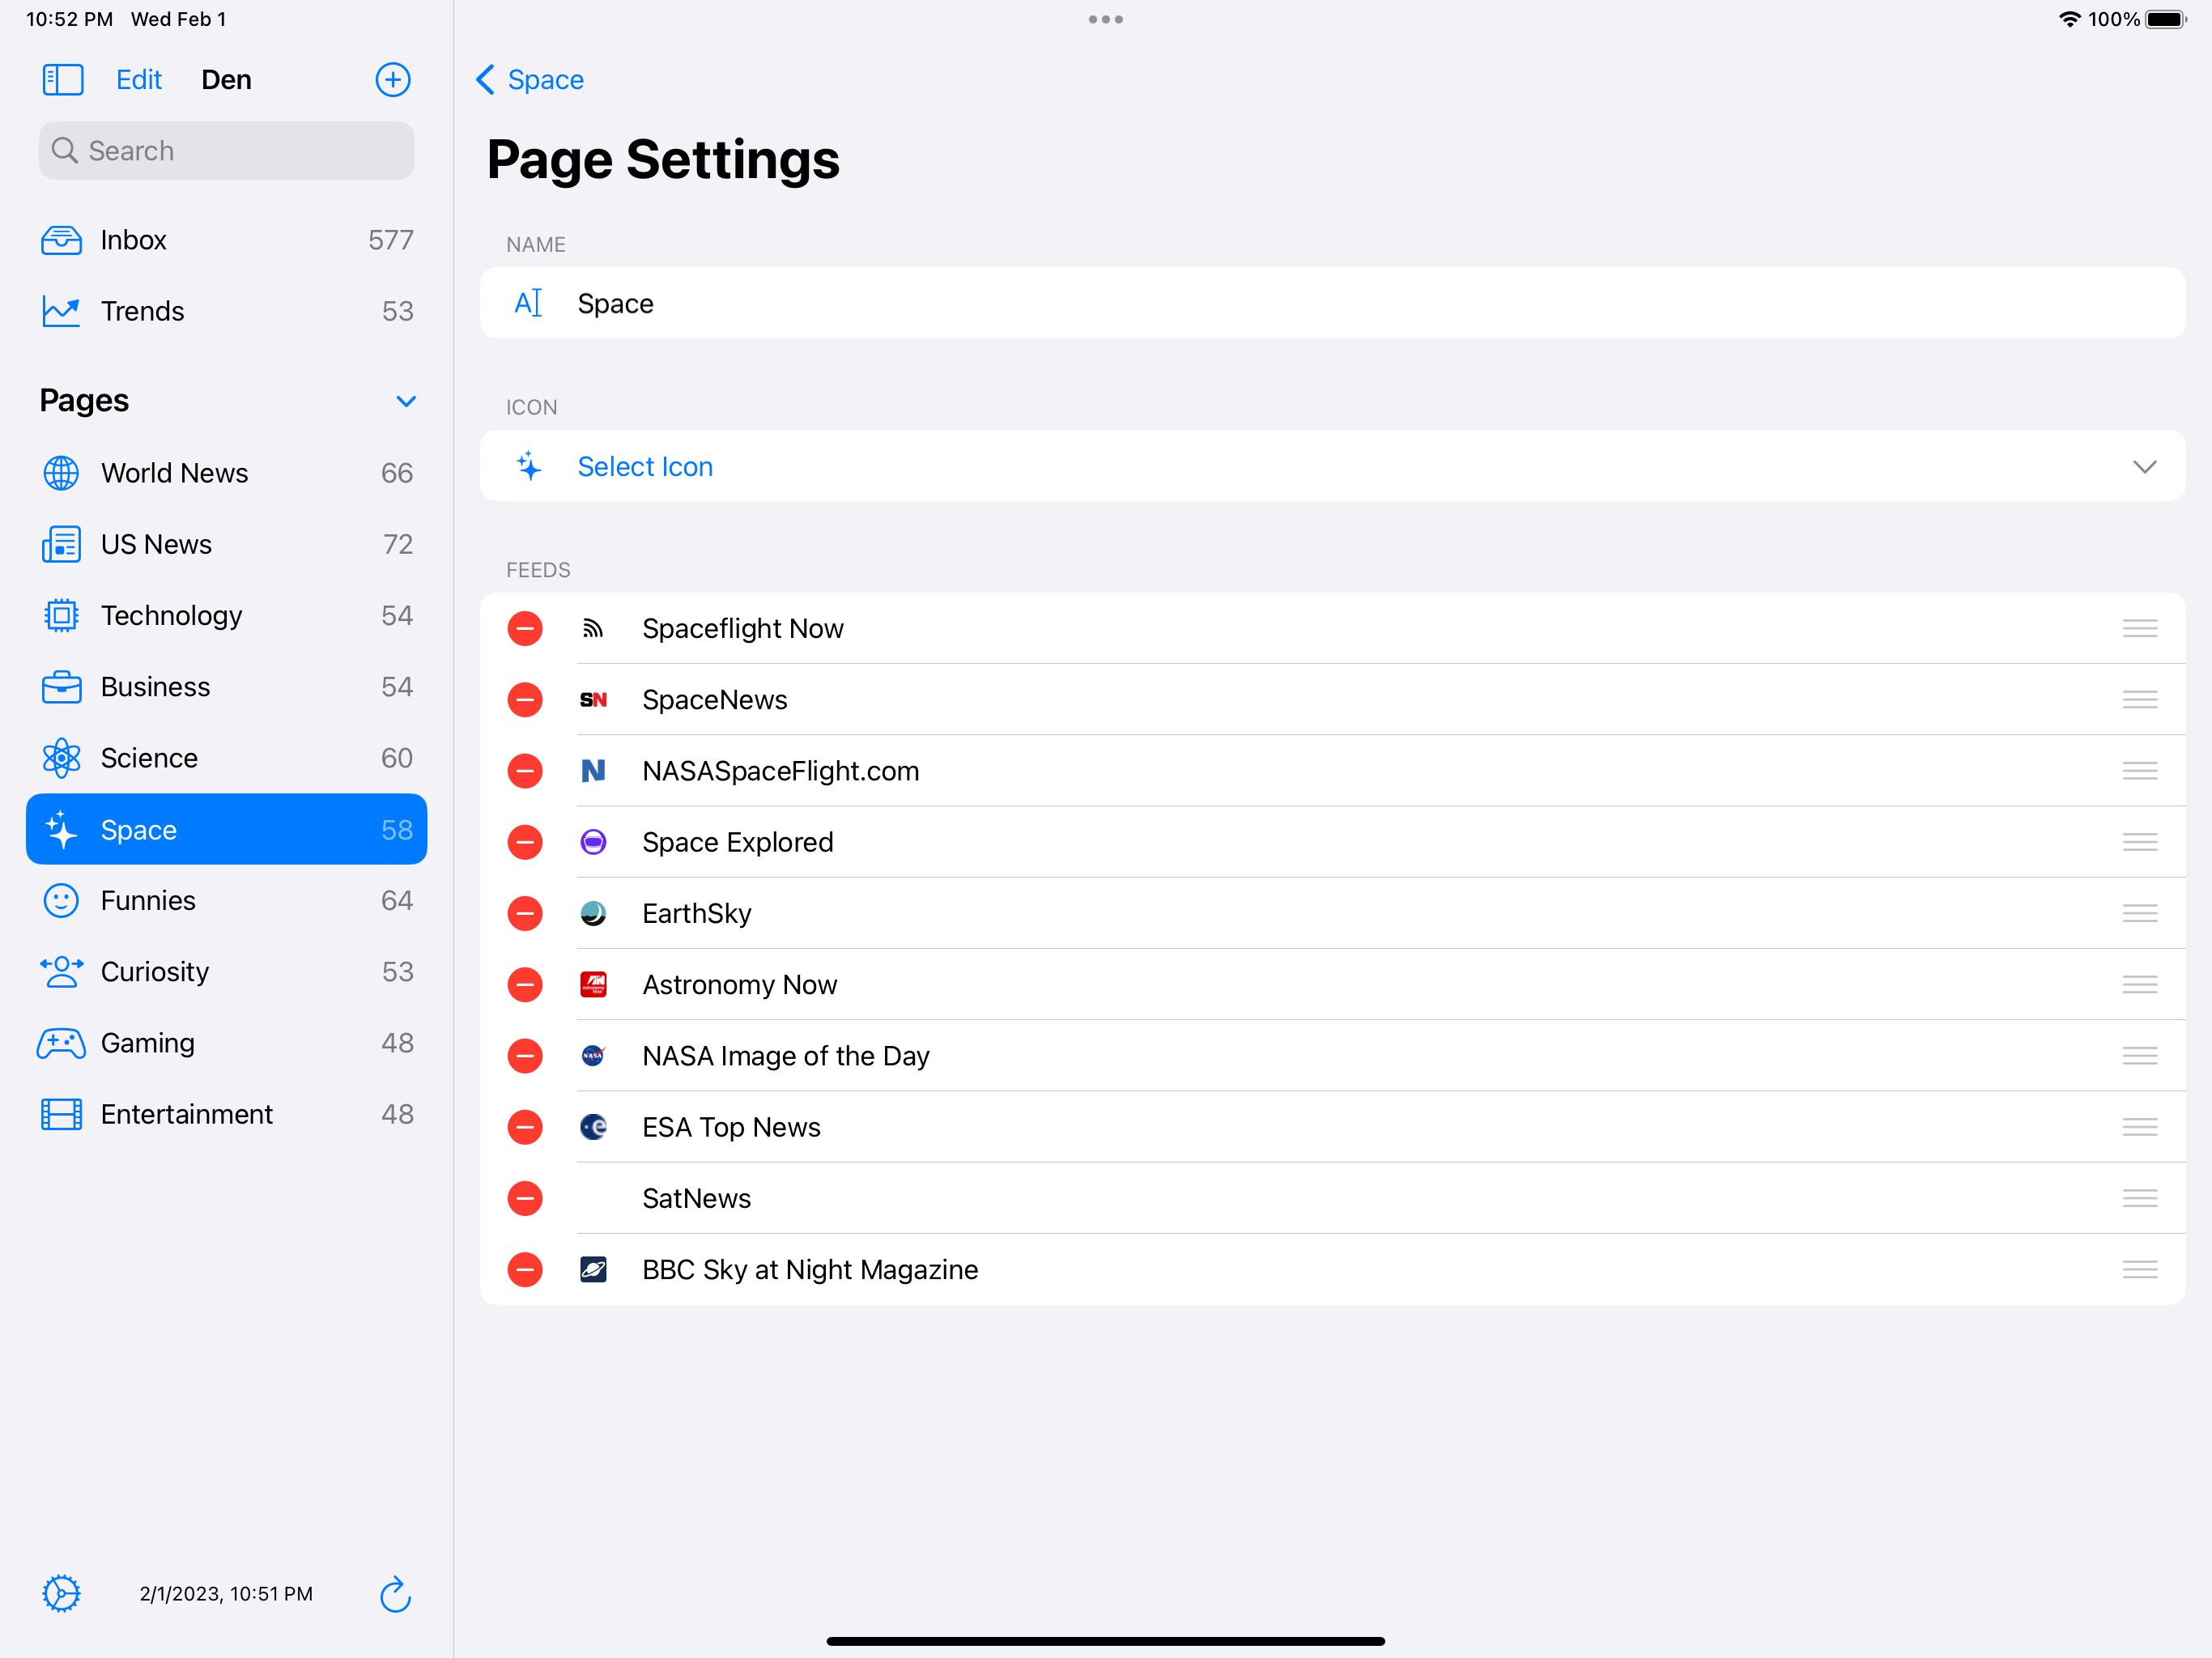 10:52 PM Wed Feb 1
100%
Edit Den
Search
Inbox 577
Trends 53
Pages
World News 66
US News 72
Technology 54
Business 54
Science 60
Space 58
Funnies 64
Curiosity 53
Gaming 48
Entertainment 48
2/1/2023, 10:51 PM
Space
Page Settings
NAME
Space
ICON
Select Icon
FEEDS
Spaceflight Now
SN SpaceNews
N NASASpaceFlight.com
Space Explored
EarthSky
Astronomy Now
NASA NASA Image of the Day
e ESA Top News
SatNews
BBC Sky at Night Magazine